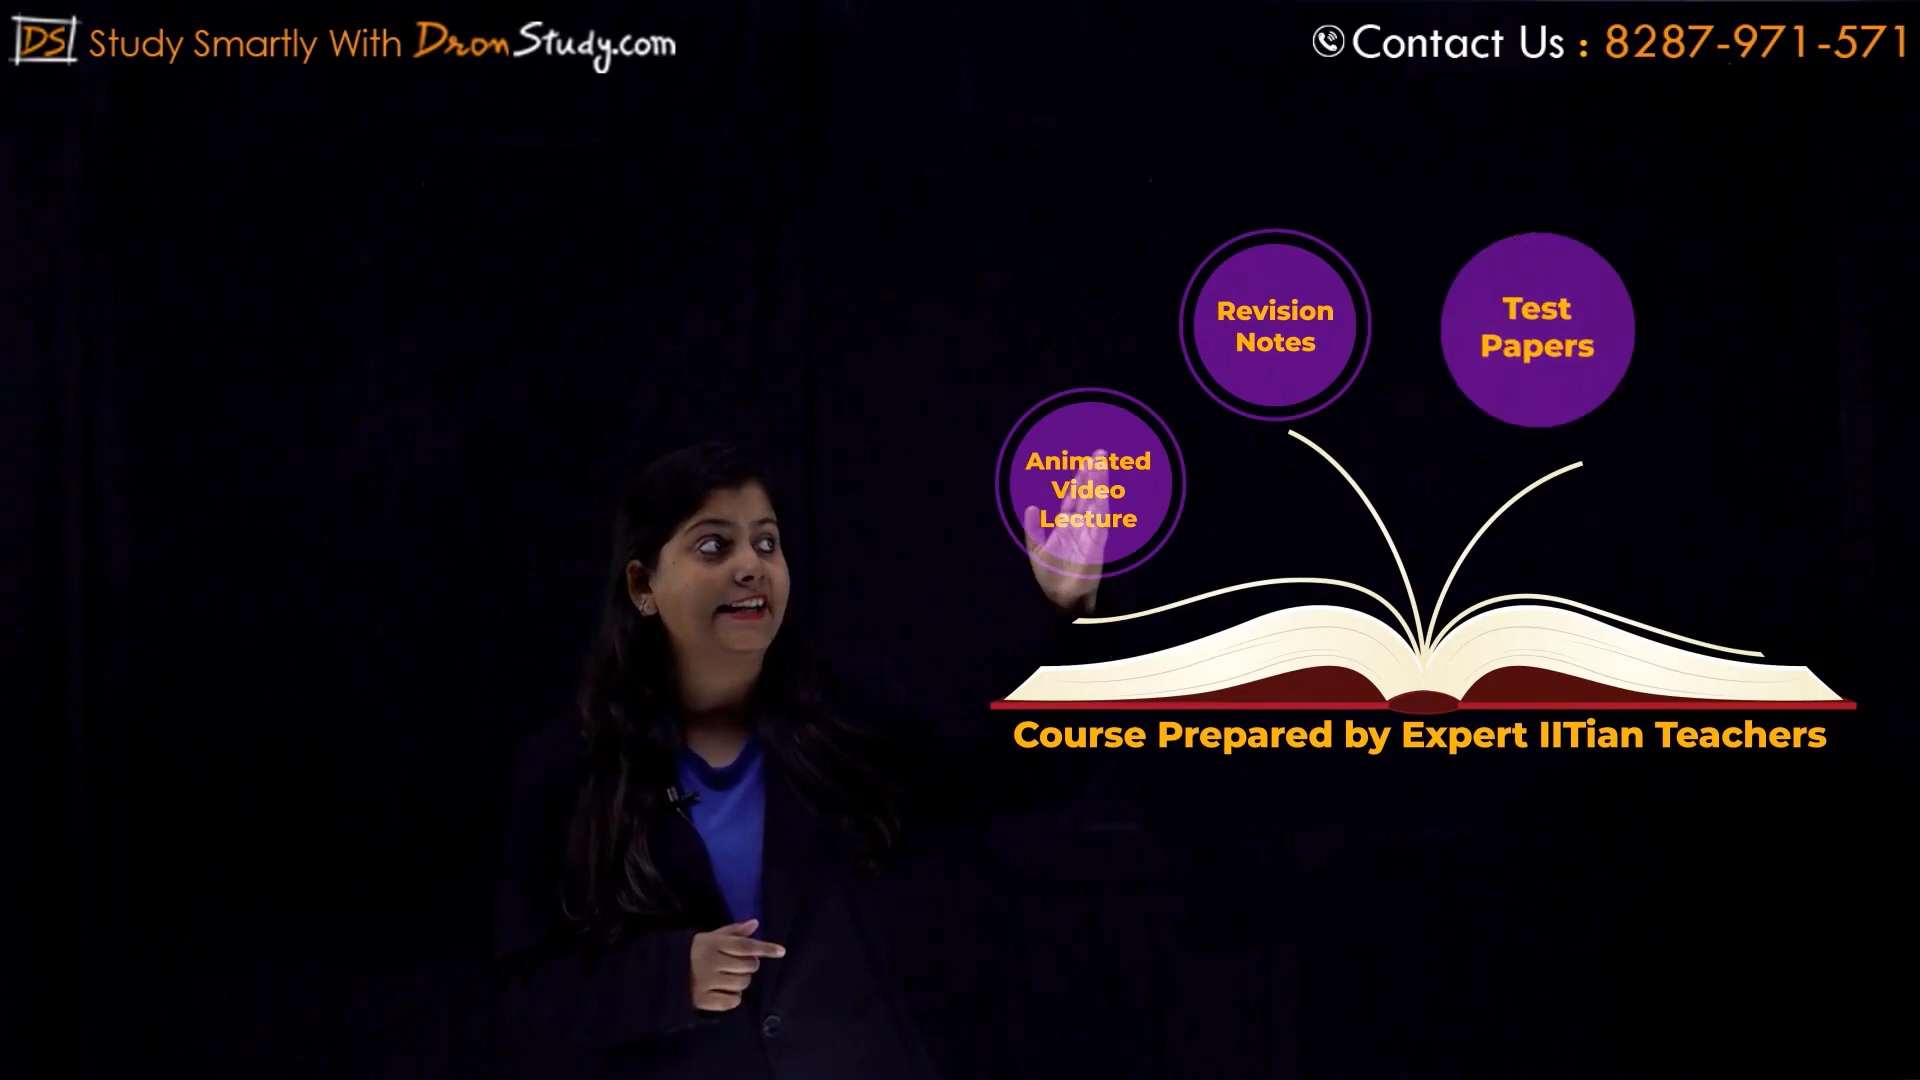 DS Study Smartly With DronStudy.com
Contact Us : 8287-971-571
Revision
Notes
Test
Papers
Animated
Video
Lecture
Course Prepared by Expert IITian Teachers